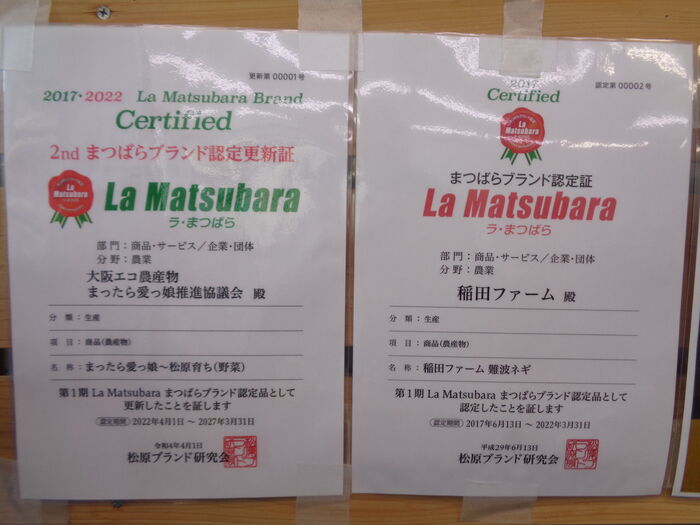 更新第00001号
2017・2022 La Matsubara Brand
Certified
2nd まつばらブランド認定更新証
La Matsubara
La Matsubara
ラ・まつばら
部門:商品・サービス/企業・団体
分野:農業
大阪エコ農産物
まったら愛っ娘推進協議会 殿
分類:生産
項目:商品(農産物)
名称:まったら愛っ娘~松原育ち(野菜)
第1期 La Matsubara まつばらブランド認定品として
更新したことを証します
認定期間 2022年4月1日 ~ 2027年3月31日
令和4年4月1日
松原ブランド研究会
認定第00002号
2017
Certified
La Matsubara
まつばらブランド認定証
La Matsubara
ラ・まつばら
部門:商品・サービス/企業・団体
分野:農業
稲田ファーム 殿
分類:生産
項目:商品(農産物)
名称:稲田ファーム 難波ネギ
第1期 La Matsubara まつばらブランド認定品として
認定したことを証します
認定期間 2017年6月13日 ~ 2022年3月31日
平成29年6月13日
松原ブランド研究会